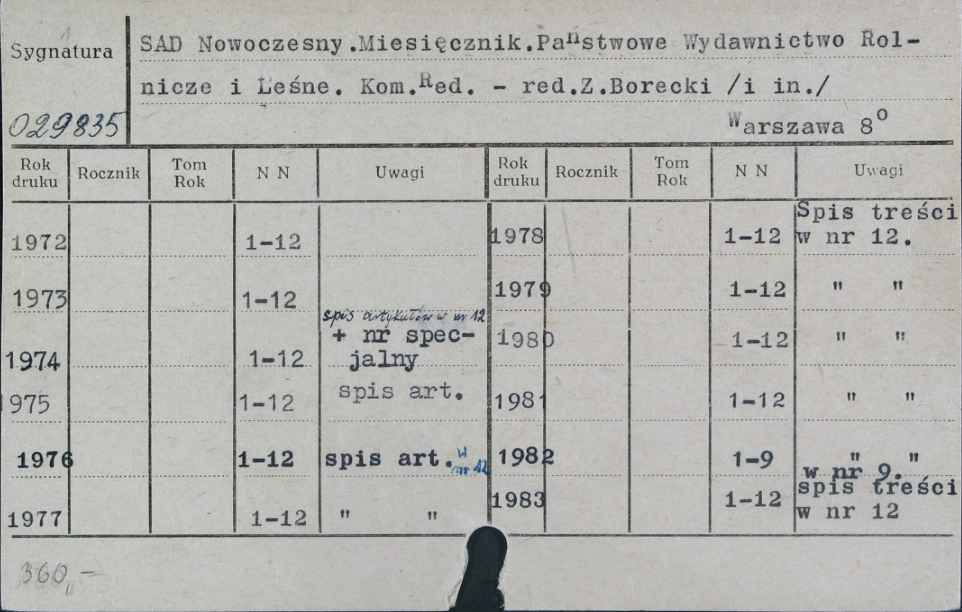 Sygnatura
029835
SAD Nowoczesny.Miesięcznik.Państwowe Wydawnictwo Rol-
nicze i Leśne. Kom.Red. - red.Z.Borecki /i in./
Warszawa 8°
Rok druku Rocznik Tom Rok N N Uwagi Rok druku Rocznik Tom Rok N N Uwagi
1972 1-12
1973 1-12
spis artykułów w nr 12
+ nr spec-
1974 1-12 jalny
975 1-12 spis art.
1976 1-12 spis art. w nr 12
1977 1-12 " "
Spis treści
1978 1-12 w nr 12.
1979 1-12 " "
1980 1-12 " "
1981 1-12 " "
1982 1-9 " "
w nr 9.
spis treści
1983 1-12 w nr 12
360,-